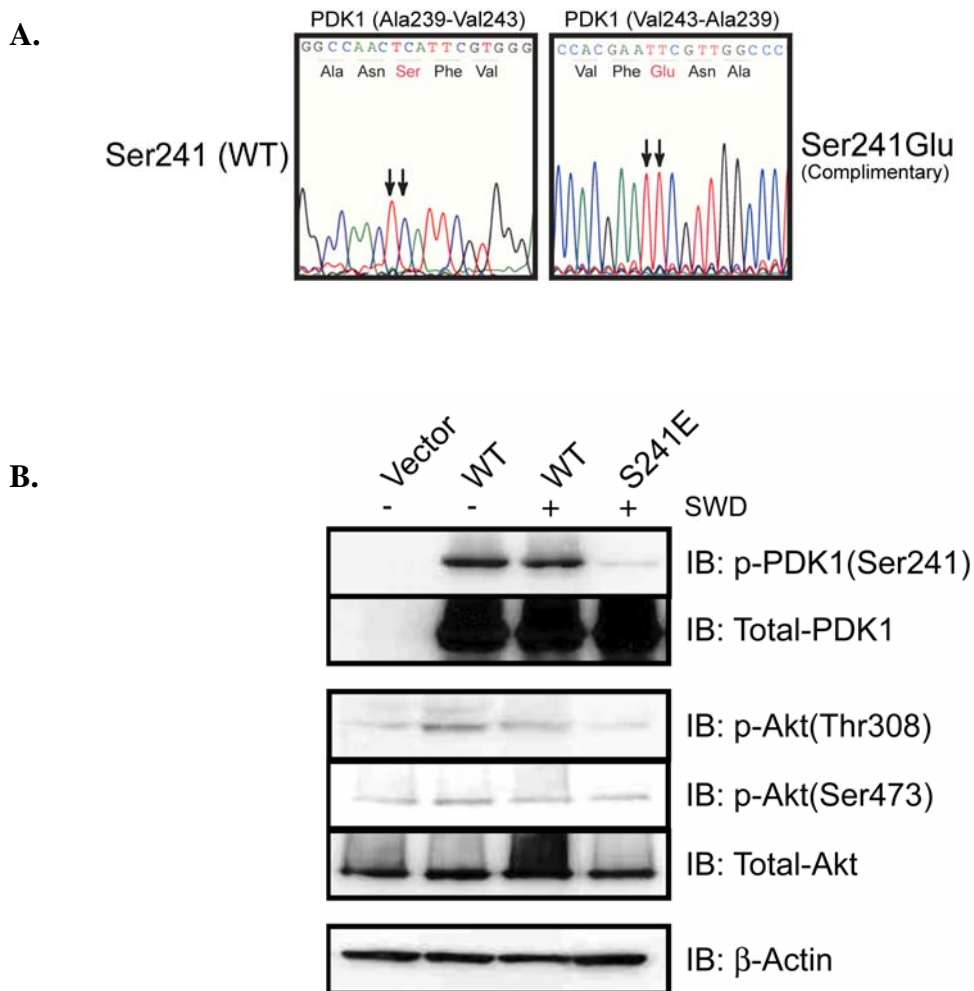 A.
PDK1 (Ala239-Val243)
GGCCAACTCATTCGTGGG
Ala Asn Ser Phe Val
Ser241 (WT)
PDK1 (Val243-Ala239)
CCACGAATTCGTTGGCCC
Val Phe Glu Asn Ala
Ser241Glu
(Complimentary)
B.
Vector WT WT S241E
- - + + SWD
IB: p-PDK1(Ser241)
IB: Total-PDK1
IB: p-Akt(Thr308)
IB: p-Akt(Ser473)
IB: Total-Akt
IB: β-Actin